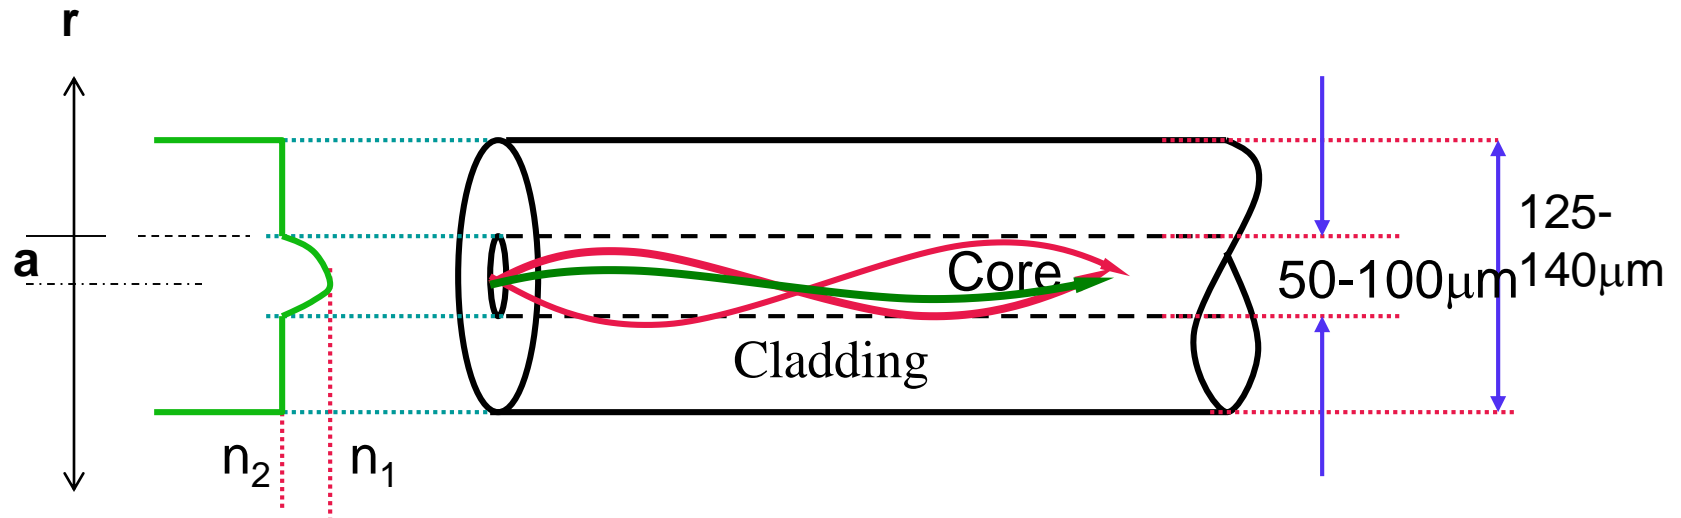 r
125-
140μm
a
Core
50-100μm
Cladding
n₂
n₁